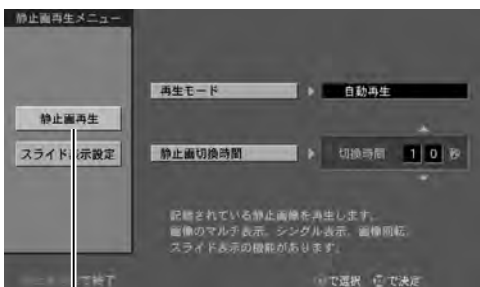 静止画再生メニュー
再生モード
自動再生
静止画再生
スライド表示設定
静止画切換時間
切換時間 10 秒
記憶されている静止画像を再生します。
画像のマルチ表示、シングル表示、画像回転、
スライド表示の機能があります。
で終了
で選択
で決定